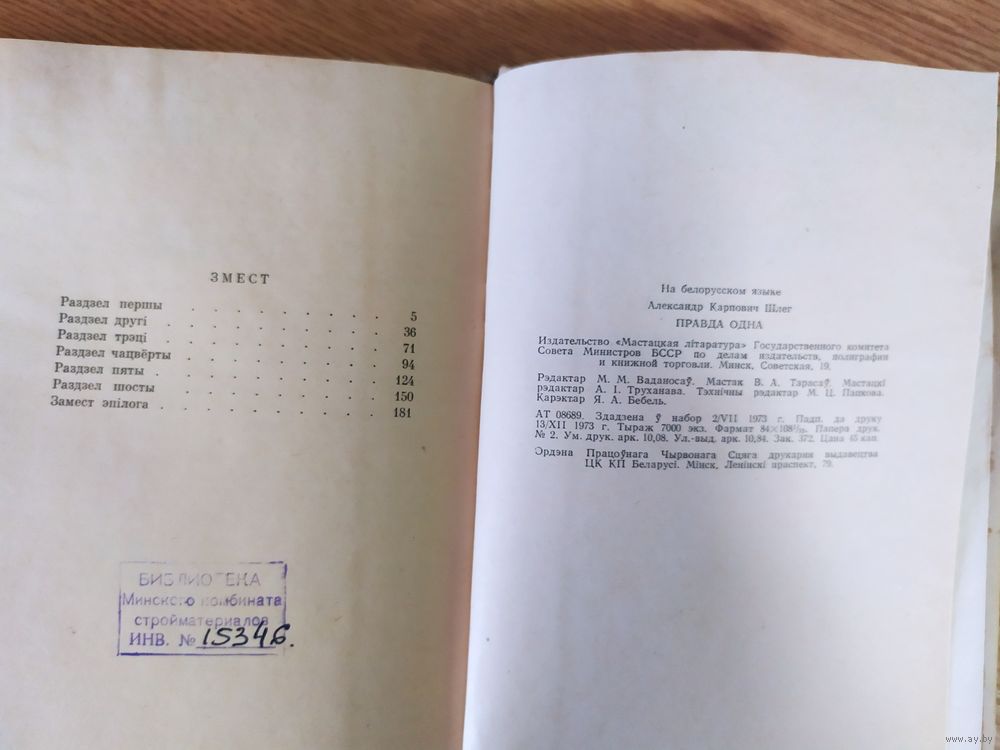 ЗМЕСТ
Раздзел першы . . . . . . . . . . 5
Раздзел другі . . . . . . . . . . 36
Раздзел трэці . . . . . . . . . . 71
Раздзел чацвёрты . . . . . . . . . 94
Раздзел пяты . . . . . . . . . . 124
Раздзел шосты . . . . . . . . . . 150
Замест эпілога . . . . . . . . . . 181
БИБЛИОТЕКА
Минского комбината
стройматериалов
ИНВ. № 15346.
На белорусском языке
Александр Карпович Шлег
ПРАВДА ОДНА
Издательство «Мастацкая літаратура» Государственного комитета
Совета Министров БССР по делам издательств, полиграфии
и книжной торговли. Минск, Советская, 19.
Рэдактар М. М. Ваданосаў. Мастак В. А. Тарасаў. Мастацкі
рэдактар А. І. Труханава. Тэхнічны рэдактар М. Ц. Папкова.
Карэктар Я. А. Бебель.
АТ 08689. Здадзена ў набор 2/VII 1973 г. Падп. да друку
13/XII 1973 г. Тыраж 7000 экз. Фармат 84×108¹/₃₂. Папера друк.
№ 2. Ум. друк. арк. 10,08. Ул.-выд. арк. 10,84. Зак. 372. Цана 45 кап.
Ордэна Працоўнага Чырвонага Сцяга друкарня выдавецтва
ЦК КП Беларусі. Мінск, Ленінскі праспект, 79.
www.ay.by